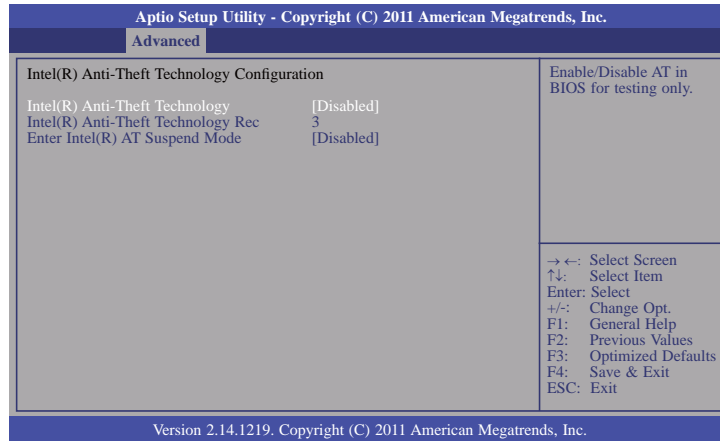 Aptio Setup Utility - Copyright (C) 2011 American Megatrends, Inc.
Advanced
Intel(R) Anti-Theft Technology Configuration
Intel(R) Anti-Theft Technology [Disabled]
Intel(R) Anti-Theft Technology Rec 3
Enter Intel(R) AT Suspend Mode [Disabled]
Enable/Disable AT in
BIOS for testing only.
→←: Select Screen
↑↓: Select Item
Enter: Select
+/-: Change Opt.
F1: General Help
F2: Previous Values
F3: Optimized Defaults
F4: Save & Exit
ESC: Exit
Version 2.14.1219. Copyright (C) 2011 American Megatrends, Inc.